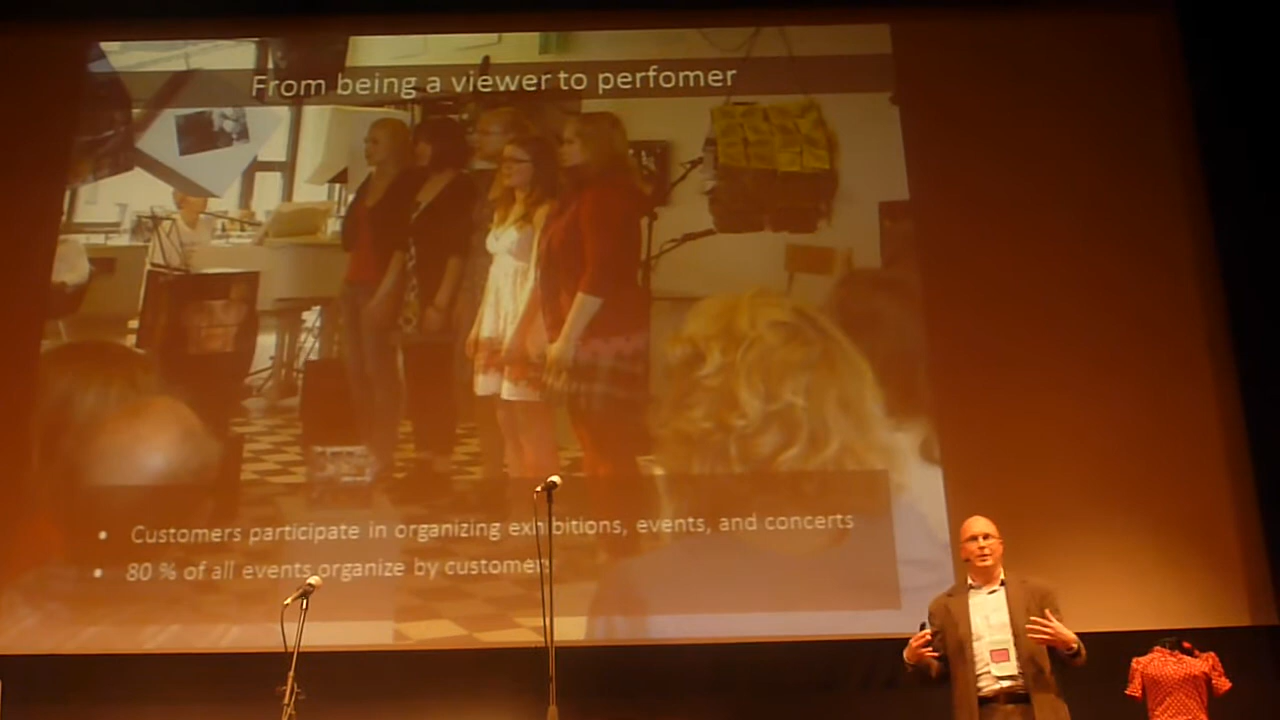 From being a viewer to perfomer
• Customers participate in organizing exhibitions, events, and concerts
• 80 % of all events organize by customers